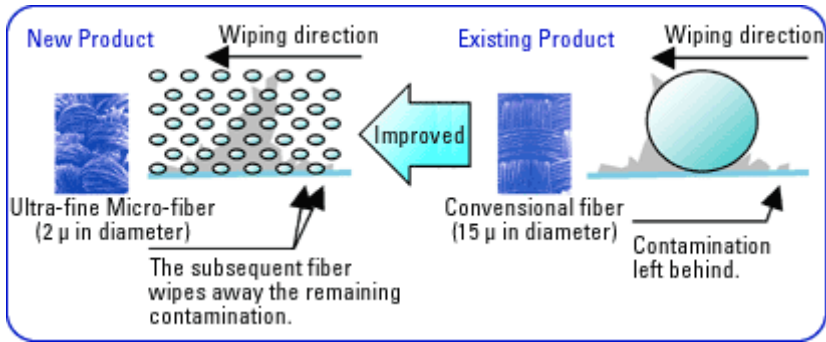 New Product
Wiping direction
Ultra-fine Micro-fiber
(2 μ in diameter)
The subsequent fiber
wipes away the remaining
contamination.
Improved
Existing Product
Wiping direction
Convensional fiber
(15 μ in diameter)
Contamination
left behind.